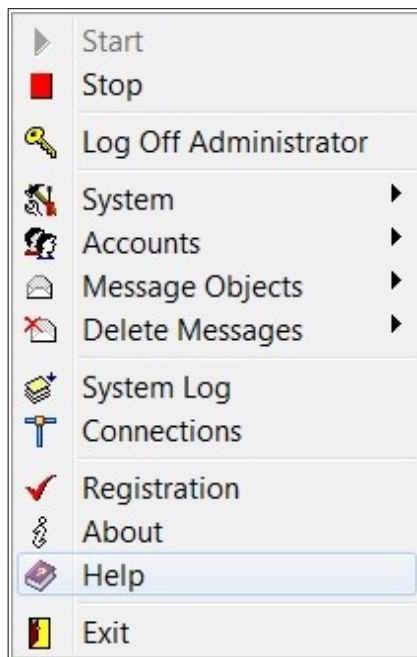 Start
Stop
Log Off Administrator
System
Accounts
Message Objects
Delete Messages
System Log
Connections
Registration
About
Help
Exit